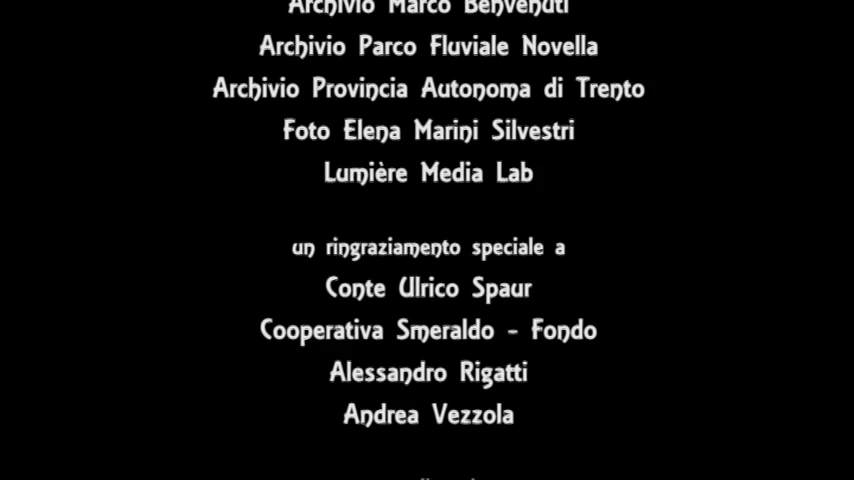 Archivio Marco Benvenuti
Archivio Parco Fluviale Novella
Archivio Provincia Autonoma di Trento
Foto Elena Marini Silvestri
Lumière Media Lab
un ringraziamento speciale a
Conte Ulrico Spaur
Cooperativa Smeraldo - Fondo
Alessandro Rigatti
Andrea Vezzola